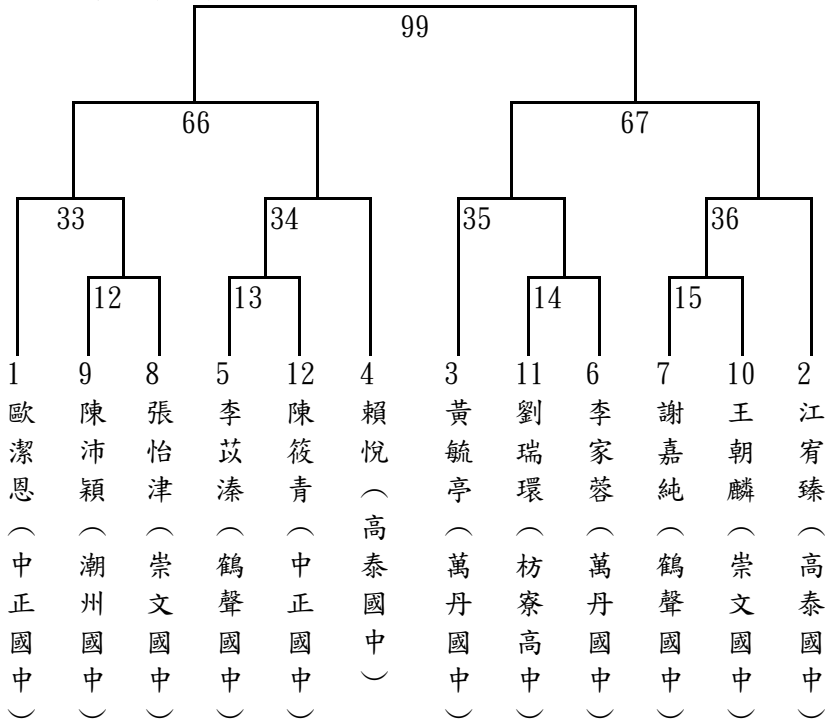 99
66
67
33
34
35
36
12
13
14
15
1
9
8
5
12
4
3
11
6
7
10
2
歐潔恩（中正國中）
陳沛穎（潮州國中）
張怡津（崇文國中）
李苡溱（鶴聲國中）
陳筱青（中正國中）
賴悅（高泰國中）
黃毓亭（萬丹國中）
劉瑞環（枋寮高中）
李家蓉（萬丹國中）
謝嘉純（鶴聲國中）
王朝麟（崇文國中）
江宥臻（高泰國中）